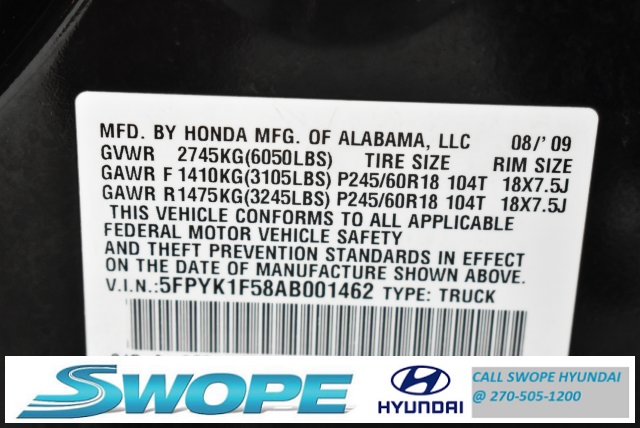 MFD. BY HONDA MFG. OF ALABAMA, LLC 08/'09
GVWR 2745KG(6050LBS) TIRE SIZE RIM SIZE
GAWR F 1410KG(3105LBS) P245/60R18 104T 18X7.5J
GAWR R1475KG(3245LBS) P245/60R18 104T 18X7.5J
THIS VEHICLE CONFORMS TO ALL APPLICABLE
FEDERAL MOTOR VEHICLE SAFETY
AND THEFT PREVENTION STANDARDS IN EFFECT
ON THE DATE OF MANUFACTURE SHOWN ABOVE.
V.I.N.:5FPYK1F58AB001462 TYPE: TRUCK
SWOPE
HYUNDAI
CALL SWOPE HYUNDAI
@ 270-505-1200